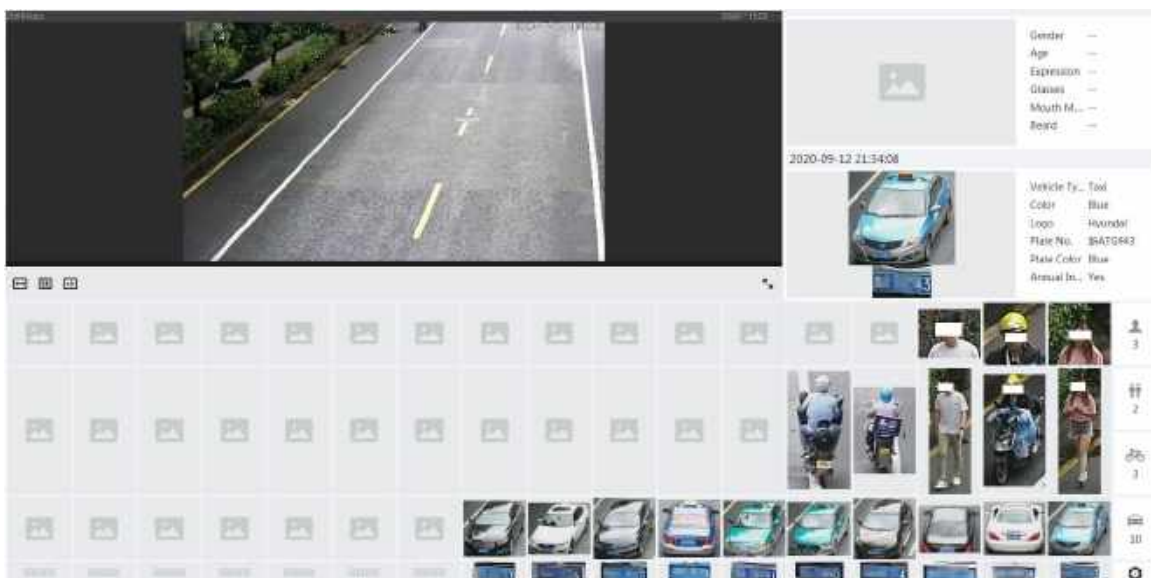 Gender --
Age --
Expression --
Glasses --
Mouth M... --
Beard --
2020-09-12 21:34:08
Vehicle Ty... Taxi
Color Blue
Logo Hyundai
Plate No.
Plate Color Blue
Annual In... Yes
3
2
3
10